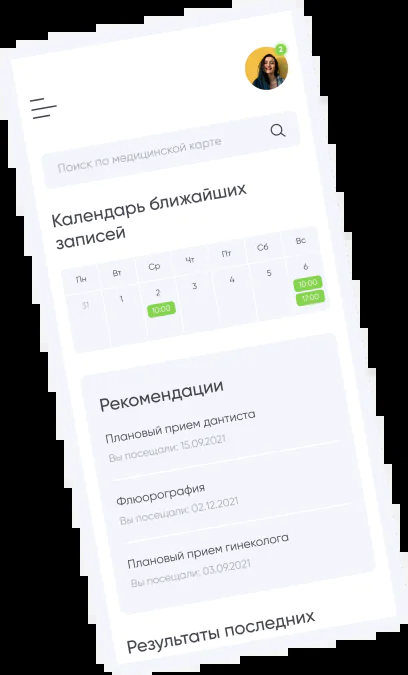 2
Поиск по медицинской карте
Календарь ближайших
записей
Пн Вт Ср Чт Пт Сб Вс
31 1 2 3 4 5 6
10:00 10:00
17:00
Рекомендации
Плановый прием дантиста
Вы посещали: 15.09.2021
Флюорография
Вы посещали: 02.12.2021
Плановый прием гинеколога
Вы посещали: 03.09.2021
Результаты последних